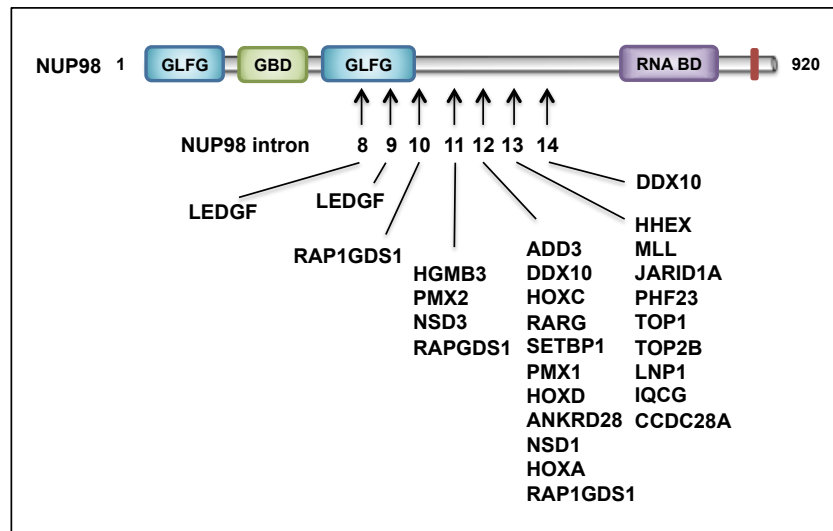 NUP98 1 GLFG GBD GLFG RNA BD 920
NUP98 intron 8 9 10 11 12 13 14
LEDGF
LEDGF
RAP1GDS1
HGMB3
PMX2
NSD3
RAPGDS1
ADD3
DDX10
HOXC
RARG
SETBP1
PMX1
HOXD
ANKRD28
NSD1
HOXA
RAP1GDS1
DDX10
HHEX
MLL
JARID1A
PHF23
TOP1
TOP2B
LNP1
IQCG
CCDC28A